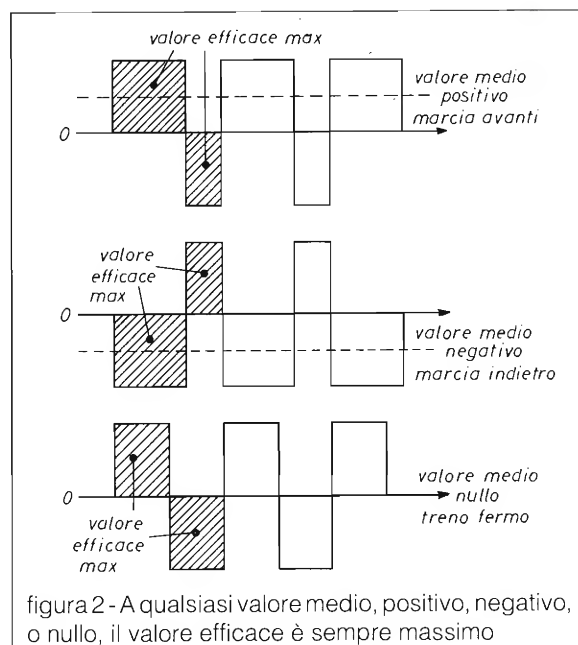 valore efficace max
valore medio
positivo
marcia avanti
0
valore
efficace
max
0
valore medio
negativo
marcia indietro
0
valore medio
nullo
treno fermo
valore
efficace
max
figura 2 - A qualsiasi valore medio, positivo, negativo,
o nullo, il valore efficace è sempre massimo